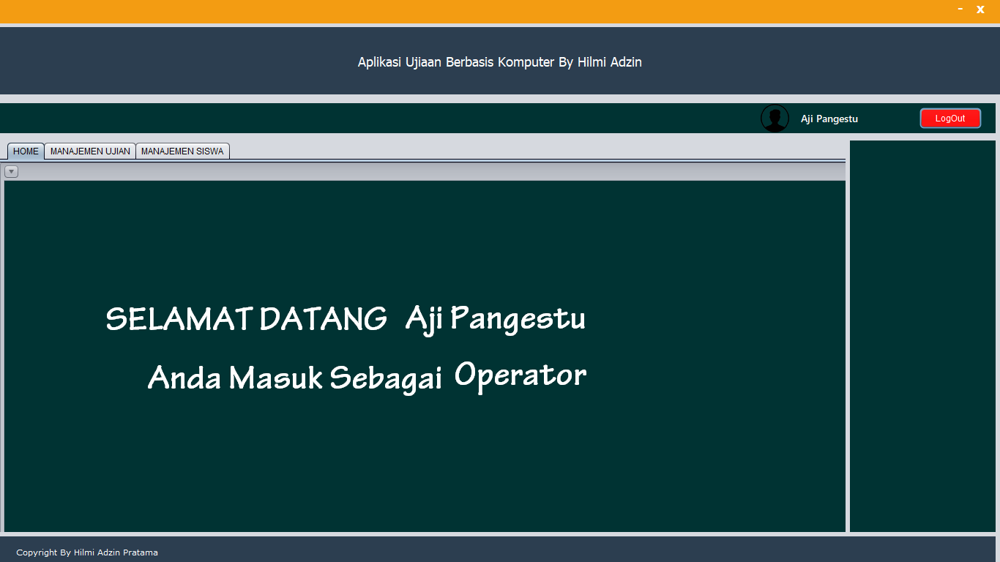 - x
Aplikasi Ujiaan Berbasis Komputer By Hilmi Adzin
Aji Pangestu LogOut
HOME MANAJEMEN UJIAN MANAJEMEN SISWA
SELAMAT DATANG Aji Pangestu
Anda Masuk Sebagai Operator
Copyright By Hilmi Adzin Pratama